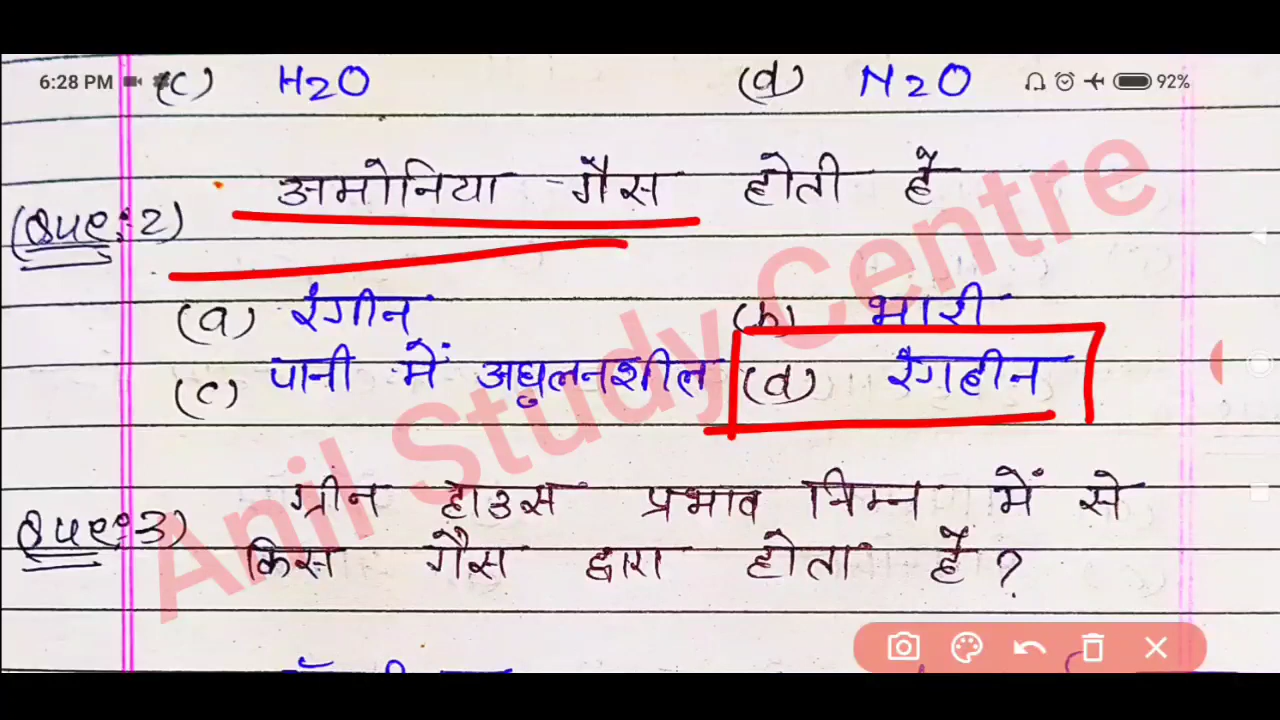 6:28 PM
92%
(c) H2O (d) N2O
अमोनिया गैस होती है
(Que:2)
(a) रंगीन (b) भारी
(c) पानी में अघुलनशील (d) रंगहीन
ग्रीन हाउस प्रभाव निम्न में से
Que:3)
किस गैस द्वारा होता है?
Anil Study Centre